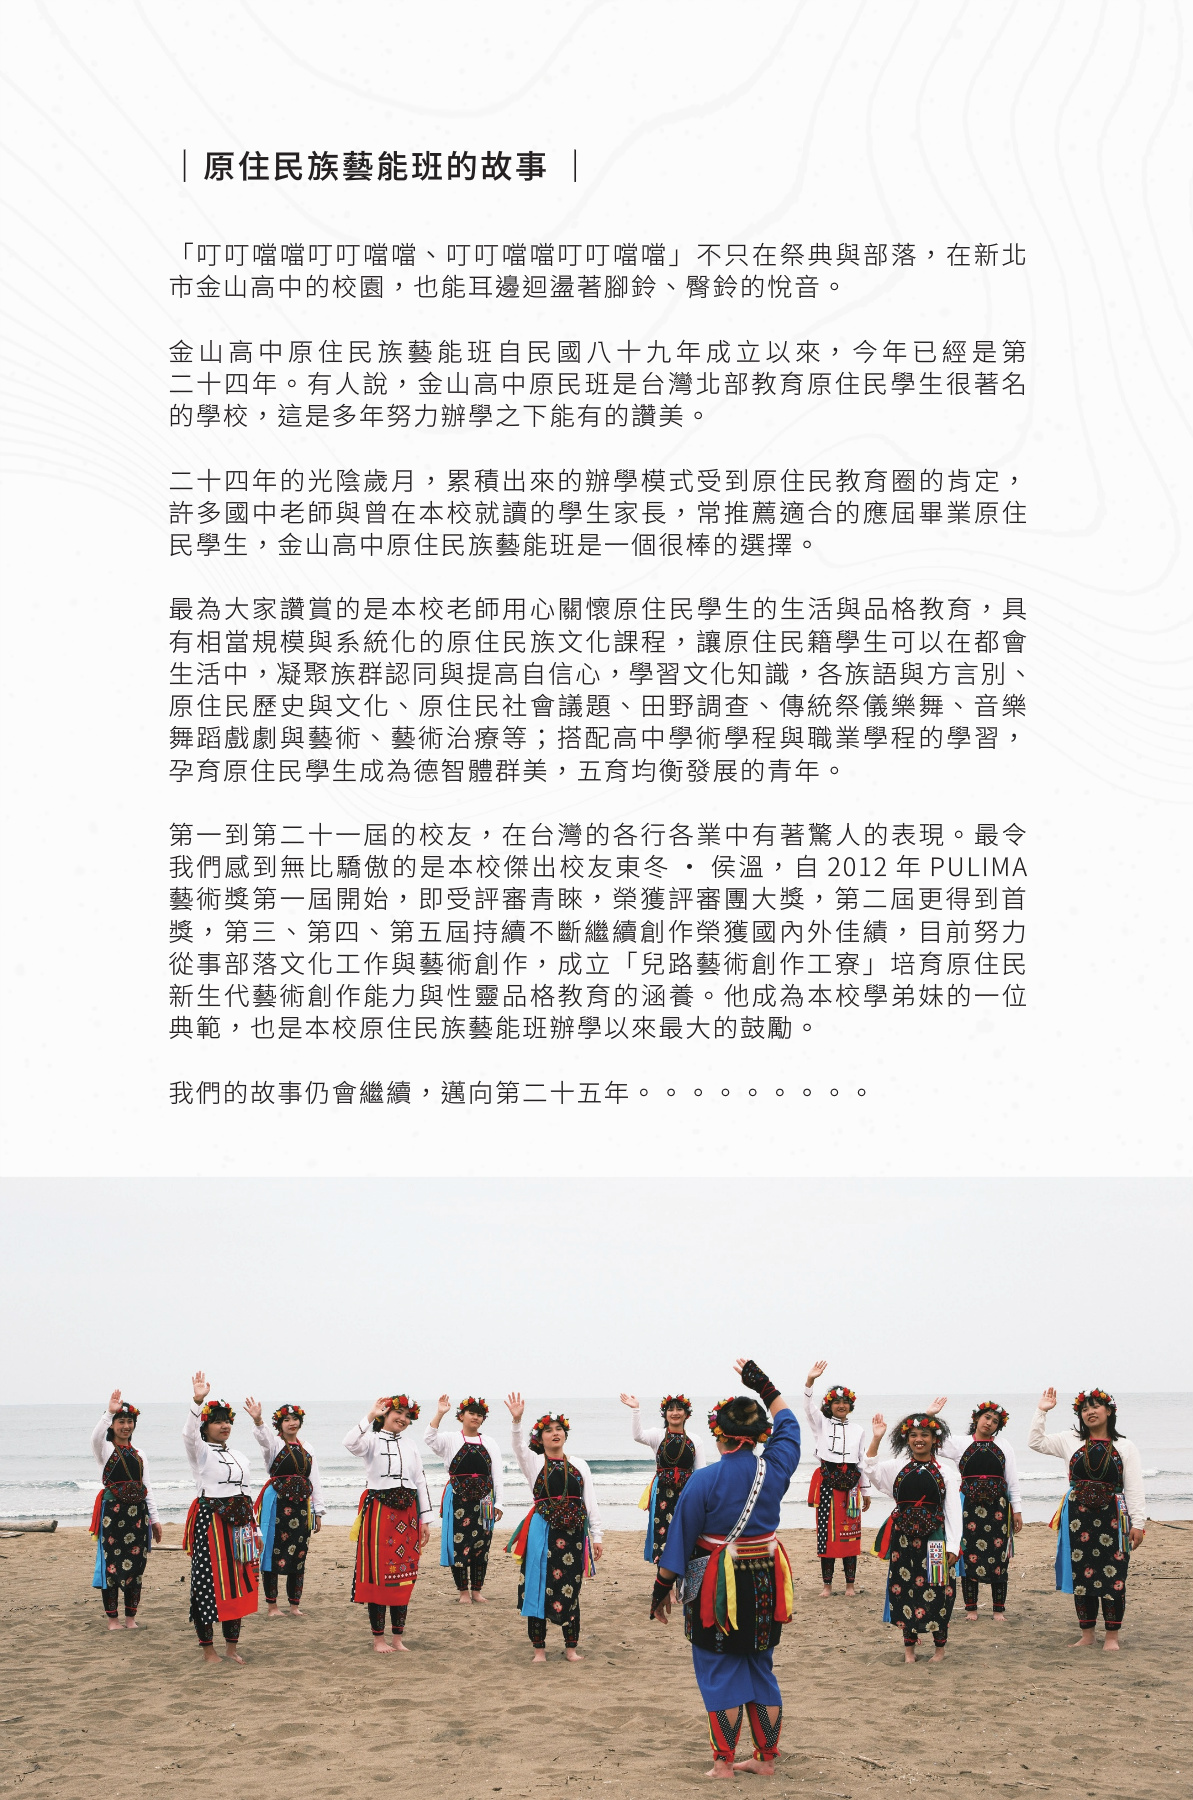 ｜原住民族藝能班的故事｜
「叮叮噹噹叮叮噹噹、叮叮噹噹叮叮噹噹」不只在祭典與部落，在新北
市金山高中的校園，也能耳邊迴盪著腳鈴、臀鈴的悅音。
金山高中原住民族藝能班自民國八十九年成立以來，今年已經是第
二十四年。有人說，金山高中原民班是台灣北部教育原住民學生很著名
的學校，這是多年努力辦學之下能有的讚美。
二十四年的光陰歲月，累積出來的辦學模式受到原住民教育圈的肯定，
許多國中老師與曾在本校就讀的學生家長，常推薦適合的應屆畢業原住
民學生，金山高中原住民族藝能班是一個很棒的選擇。
最為大家讚賞的是本校老師用心關懷原住民學生的生活與品格教育，具
有相當規模與系統化的原住民族文化課程，讓原住民籍學生可以在都會
生活中，凝聚族群認同與提高自信心，學習文化知識，各族語與方言別、
原住民歷史與文化、原住民社會議題、田野調查、傳統祭儀樂舞、音樂
舞蹈戲劇與藝術、藝術治療等；搭配高中學術學程與職業學程的學習，
孕育原住民學生成為德智體群美，五育均衡發展的青年。
第一到第二十一屆的校友，在台灣的各行各業中有著驚人的表現。最令
我們感到無比驕傲的是本校傑出校友東冬 · 侯溫，自 2012 年 PULIMA
藝術獎第一屆開始，即受評審青睞，榮獲評審團大獎，第二屆更得到首
獎，第三、第四、第五屆持續不斷繼續創作榮獲國內外佳績，目前努力
從事部落文化工作與藝術創作，成立「兒路藝術創作工寮」培育原住民
新生代藝術創作能力與性靈品格教育的涵養。他成為本校學弟妹的一位
典範，也是本校原住民族藝能班辦學以來最大的鼓勵。
我們的故事仍會繼續，邁向第二十五年。。。。。。。。。